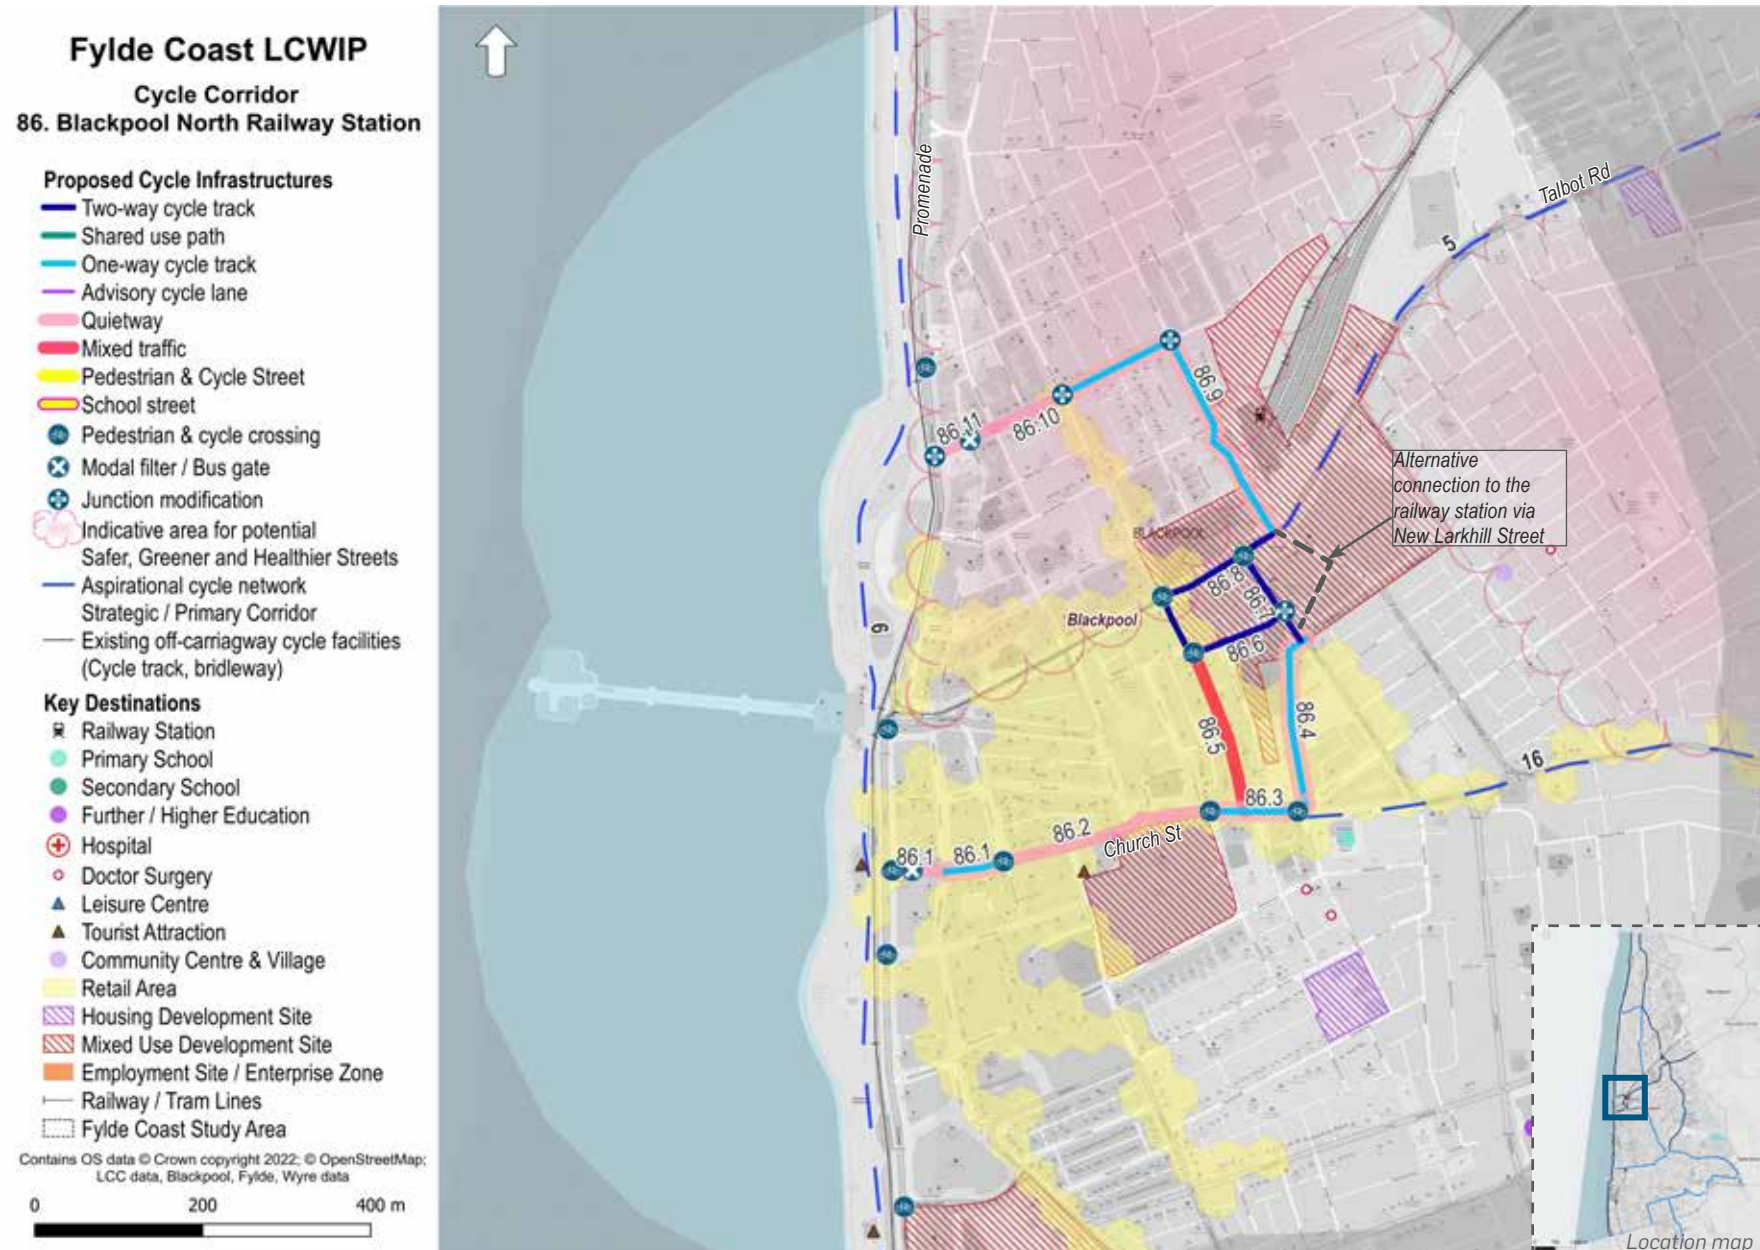 Fylde Coast LCWIP
Cycle Corridor
86. Blackpool North Railway Station
Proposed Cycle Infrastructures
Two-way cycle track
Shared use path
One-way cycle track
Advisory cycle lane
Quietway
Mixed traffic
Pedestrian & Cycle Street
School street
Pedestrian & cycle crossing
Modal filter / Bus gate
Junction modification
Indicative area for potential
Safer, Greener and Healthier Streets
Aspirational cycle network
Strategic / Primary Corridor
Existing off-carriagway cycle facilities
(Cycle track, bridleway)
Key Destinations
Railway Station
Primary School
Secondary School
Further / Higher Education
Hospital
Doctor Surgery
Leisure Centre
Tourist Attraction
Community Centre & Village
Retail Area
Housing Development Site
Mixed Use Development Site
Employment Site / Enterprise Zone
Railway / Tram Lines
Fylde Coast Study Area
Contains OS data © Crown copyright 2022; © OpenStreetMap;
LCC data, Blackpool, Fylde, Wyre data
0 200 400 m
Promenade
Talbot Rd
5
86.9
86.11
86.10
Alternative
connection to the
railway station via
New Larkhill Street
BLACKPOOL
86.8
86.7
Blackpool
86.6
6
86.5
86.4
16
86.3
86.2
Church St
86.1
86.1
Location map